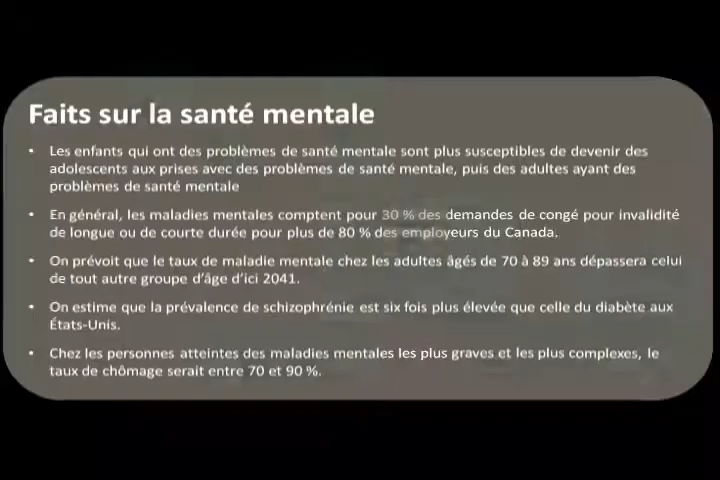 Faits sur la santé mentale
• Les enfants qui ont des problèmes de santé mentale sont plus susceptibles de devenir des
adolescents aux prises avec des problèmes de santé mentale, puis des adultes ayant des
problèmes de santé mentale
• En général, les maladies mentales comptent pour 30 % des demandes de congé pour invalidité
de longue ou de courte durée pour plus de 80 % des employeurs du Canada.
• On prévoit que le taux de maladie mentale chez les adultes âgés de 70 à 89 ans dépassera celui
de tout autre groupe d'âge d'ici 2041.
• On estime que la prévalence de schizophrénie est six fois plus élevée que celle du diabète aux
États-Unis.
• Chez les personnes atteintes des maladies mentales les plus graves et les plus complexes, le
taux de chômage serait entre 70 et 90 %.